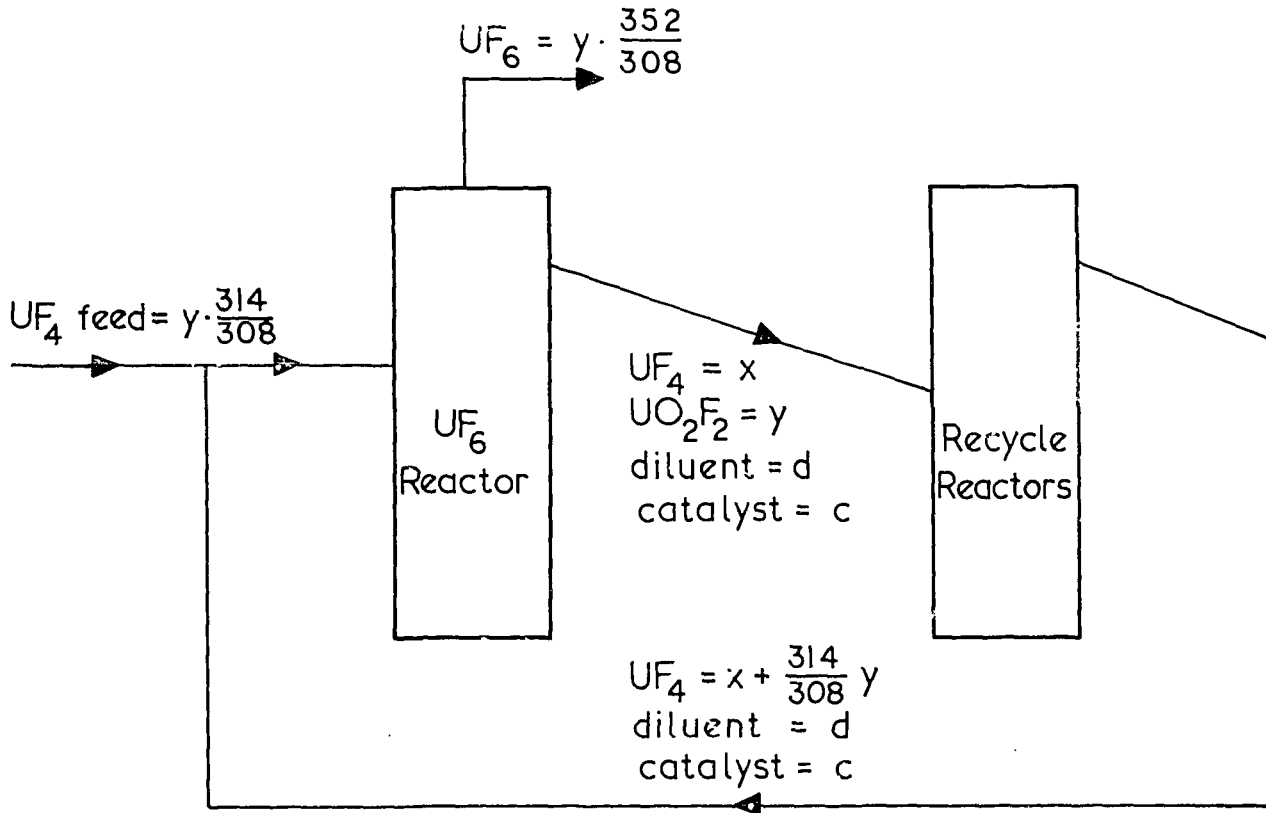 UF₆ = y · 352/308
UF₄ feed = y · 314/308
UF₆
Reactor
UF₄ = x
UO₂F₂ = y
diluent = d
catalyst = c
Recycle
Reactors
UF₄ = x + 314/308 y
diluent = d
catalyst = c